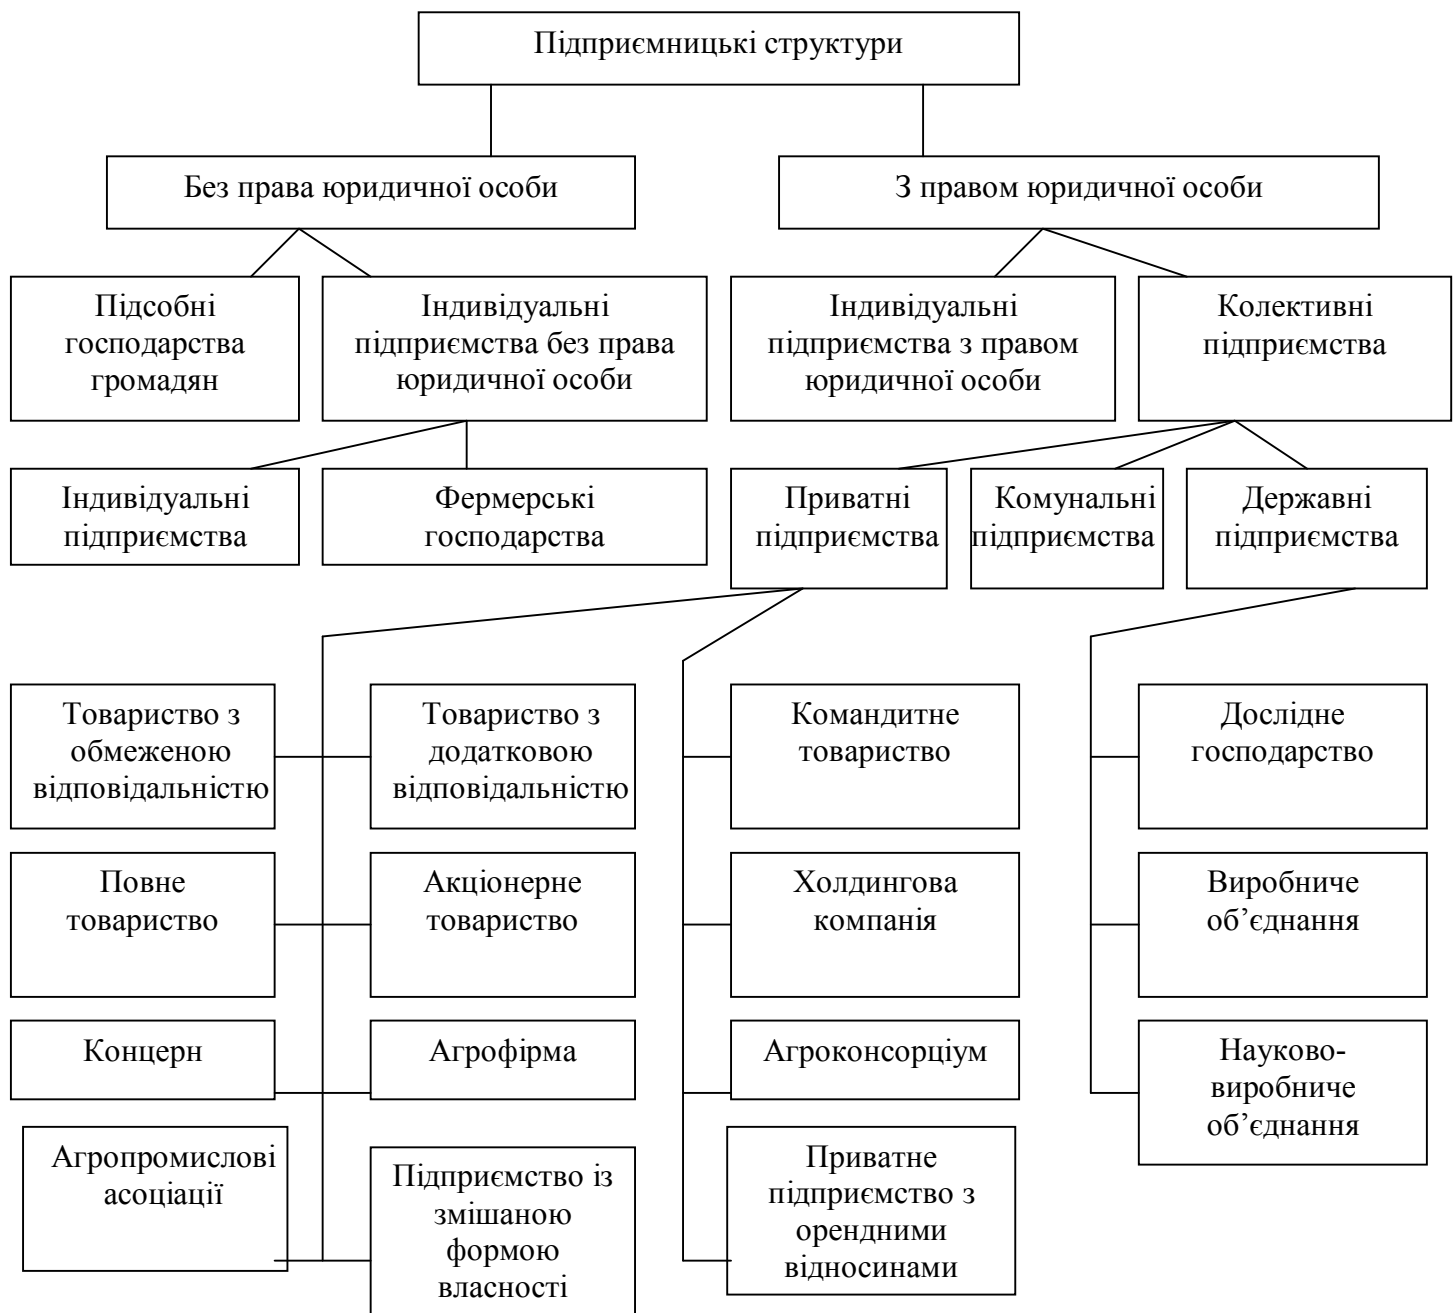 Підприємницькі структури
Без права юридичної особи
З правом юридичної особи
Підсобні
господарства
громадян
Індивідуальні
підприємства без права
юридичної особи
Індивідуальні
підприємства з правом
юридичної особи
Колективні
підприємства
Індивідуальні
підприємства
Фермерські
господарства
Приватні
підприємства
Комунальні
підприємства
Державні
підприємства
Товариство з
обмеженою
відповідальністю
Товариство з
додатковою
відповідальністю
Командитне
товариство
Дослідне
господарство
Повне
товариство
Акціонерне
товариство
Холдингова
компанія
Виробниче
об’єднання
Концерн
Агрофірма
Агроконсорціум
Науково-
виробниче
об’єднання
Агропромислові
асоціації
Підприємство із
змішаною
формою
власності
Приватне
підприємство з
орендними
відносинами